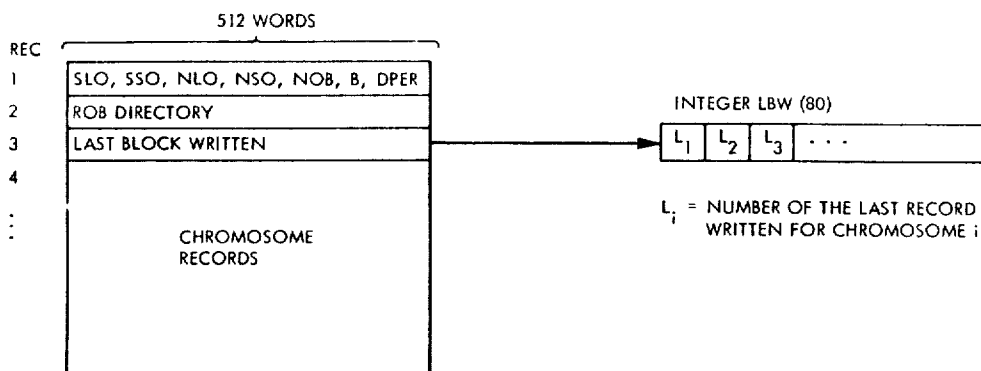 512 WORDS
REC
1 SLO, SSO, NLO, NSO, NOB, B, DPER
2 ROB DIRECTORY
3 LAST BLOCK WRITTEN
4
⋮
CHROMOSOME
RECORDS
INTEGER LBW (80)
L₁ L₂ L₃ · · ·
Lᵢ = NUMBER OF THE LAST RECORD
WRITTEN FOR CHROMOSOME i